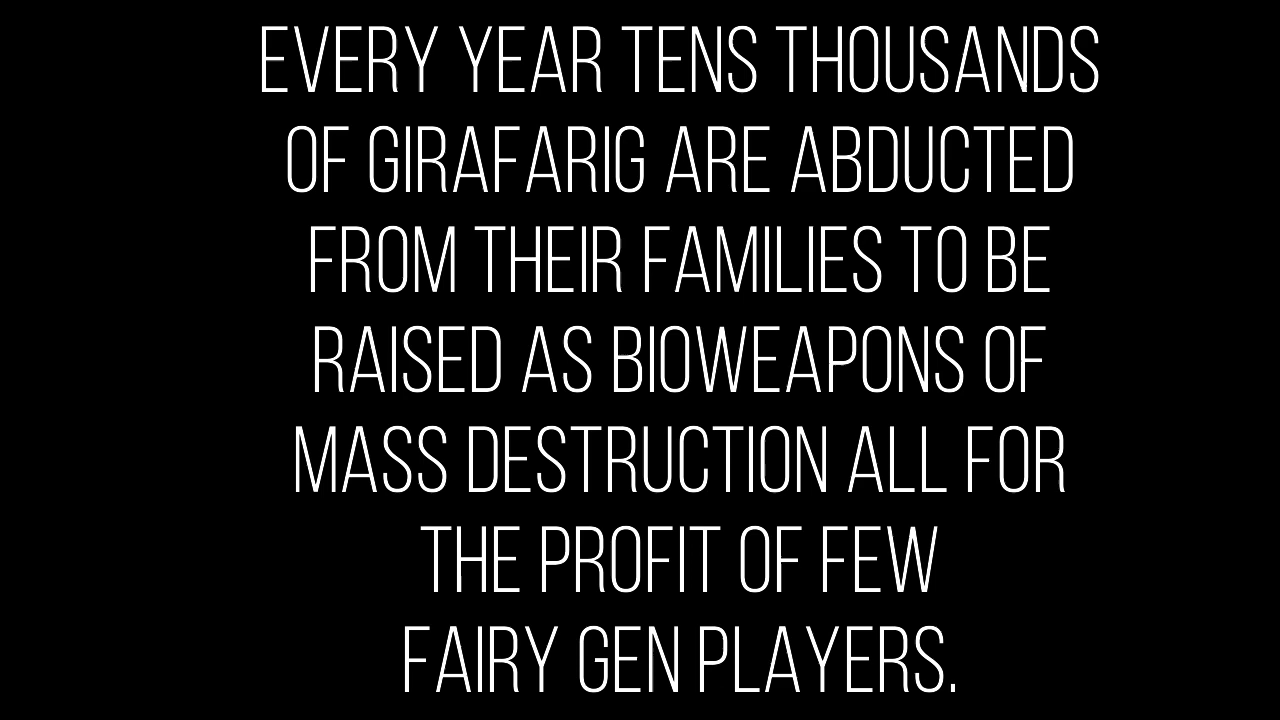 EVERY YEAR TENS THOUSANDS
OF GIRAFARIG ARE ABDUCTED
FROM THEIR FAMILIES TO BE
RAISED AS BIOWEAPONS OF
MASS DESTRUCTION ALL FOR
THE PROFIT OF FEW
FAIRY GEN PLAYERS.